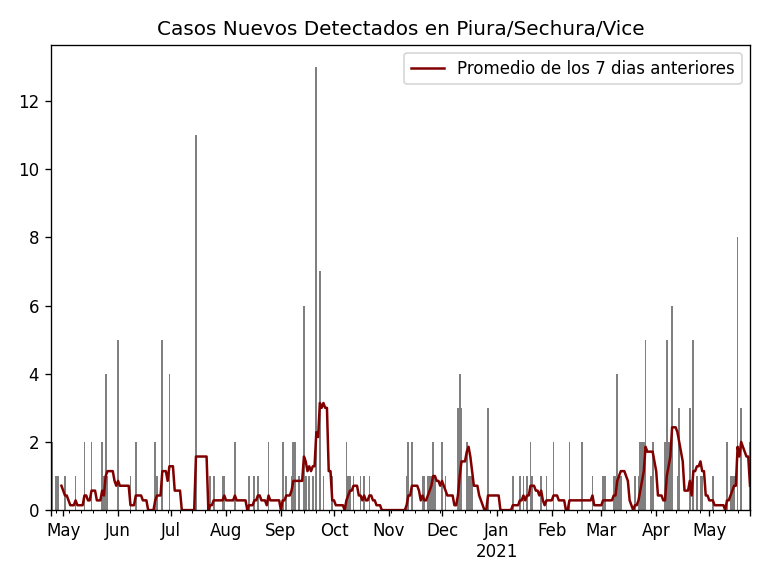 Casos Nuevos Detectados en Piura/Sechura/Vice
Promedio de los 7 dias anteriores
12
10
8
6
4
2
0
May Jun Jul Aug Sep Oct Nov Dec Jan Feb Mar Apr May
2021